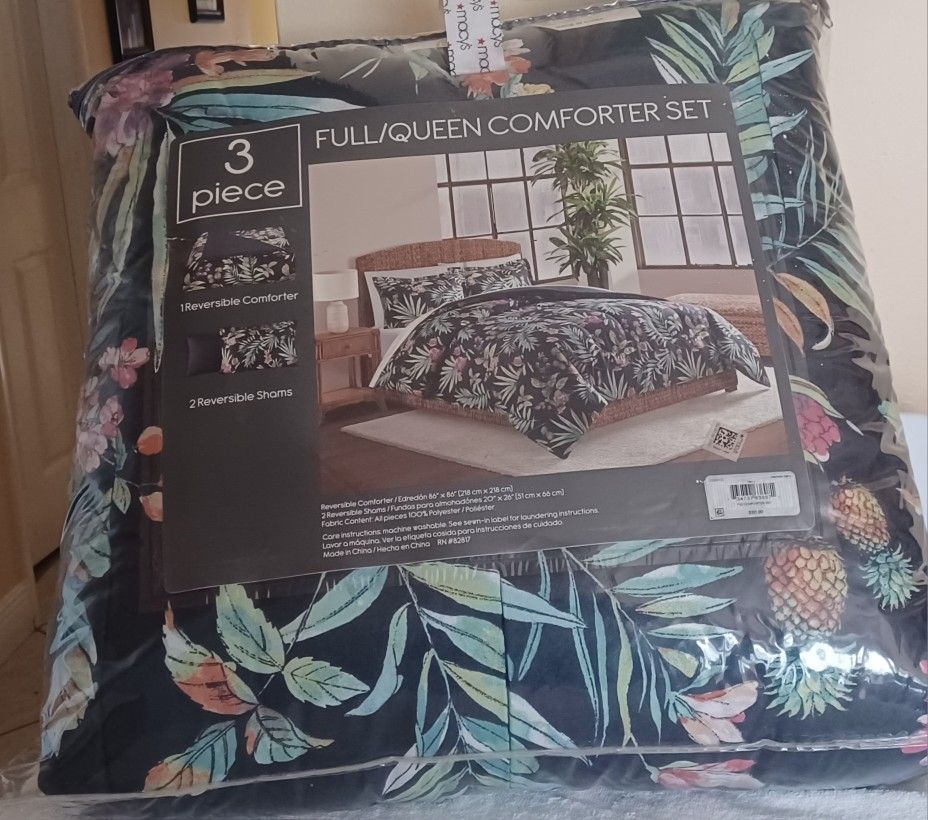 ★macy's
FULL/QUEEN COMFORTER SET
3
piece
1 Reversible Comforter
2 Reversible Shams
Reversible Comforter / Edredón 86" x 86" (218 cm x 218 cm)
2 Reversible Shams / Fundas para almohadónes 20" x 26" (51 cm x 66 cm)
Fabric Content: All pieces 100% Polyester / Poliéster
Care instructions: machine washable. See sewn-in label for laundering instructions.
Lavar a máquina. Ver la etiqueta cosida para instrucciones de cuidado.
Made in China / Hecho en China RN #82817